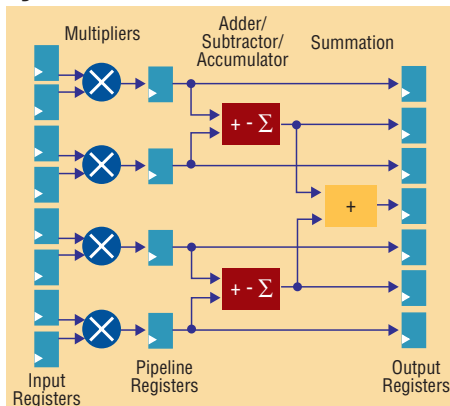 Multipliers
Adder/
Subtractor/
Accumulator
Summation
+ - Σ
+
+ - Σ
Input
Registers
Pipeline
Registers
Output
Registers